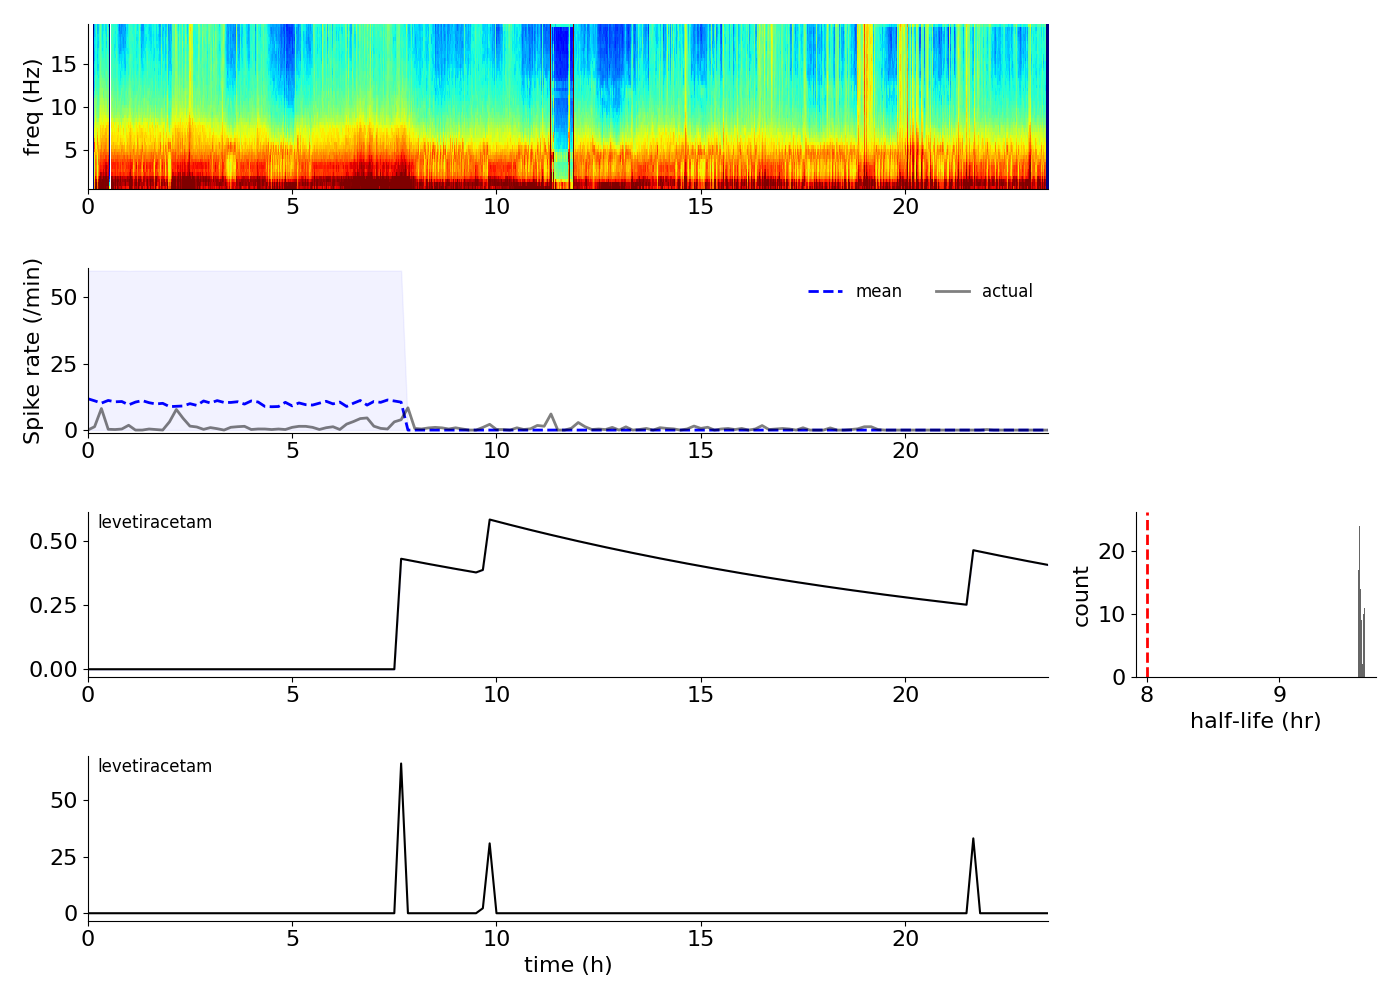 freq (Hz)
15
10
5
0 5 10 15 20
Spike rate (/min)
50
25
0
mean actual
0 5 10 15 20
levetiracetam
0.50
0.25
0.00
0 5 10 15 20
count
20
10
0
8 9
half-life (hr)
levetiracetam
50
25
0
0 5 10 15 20
time (h)